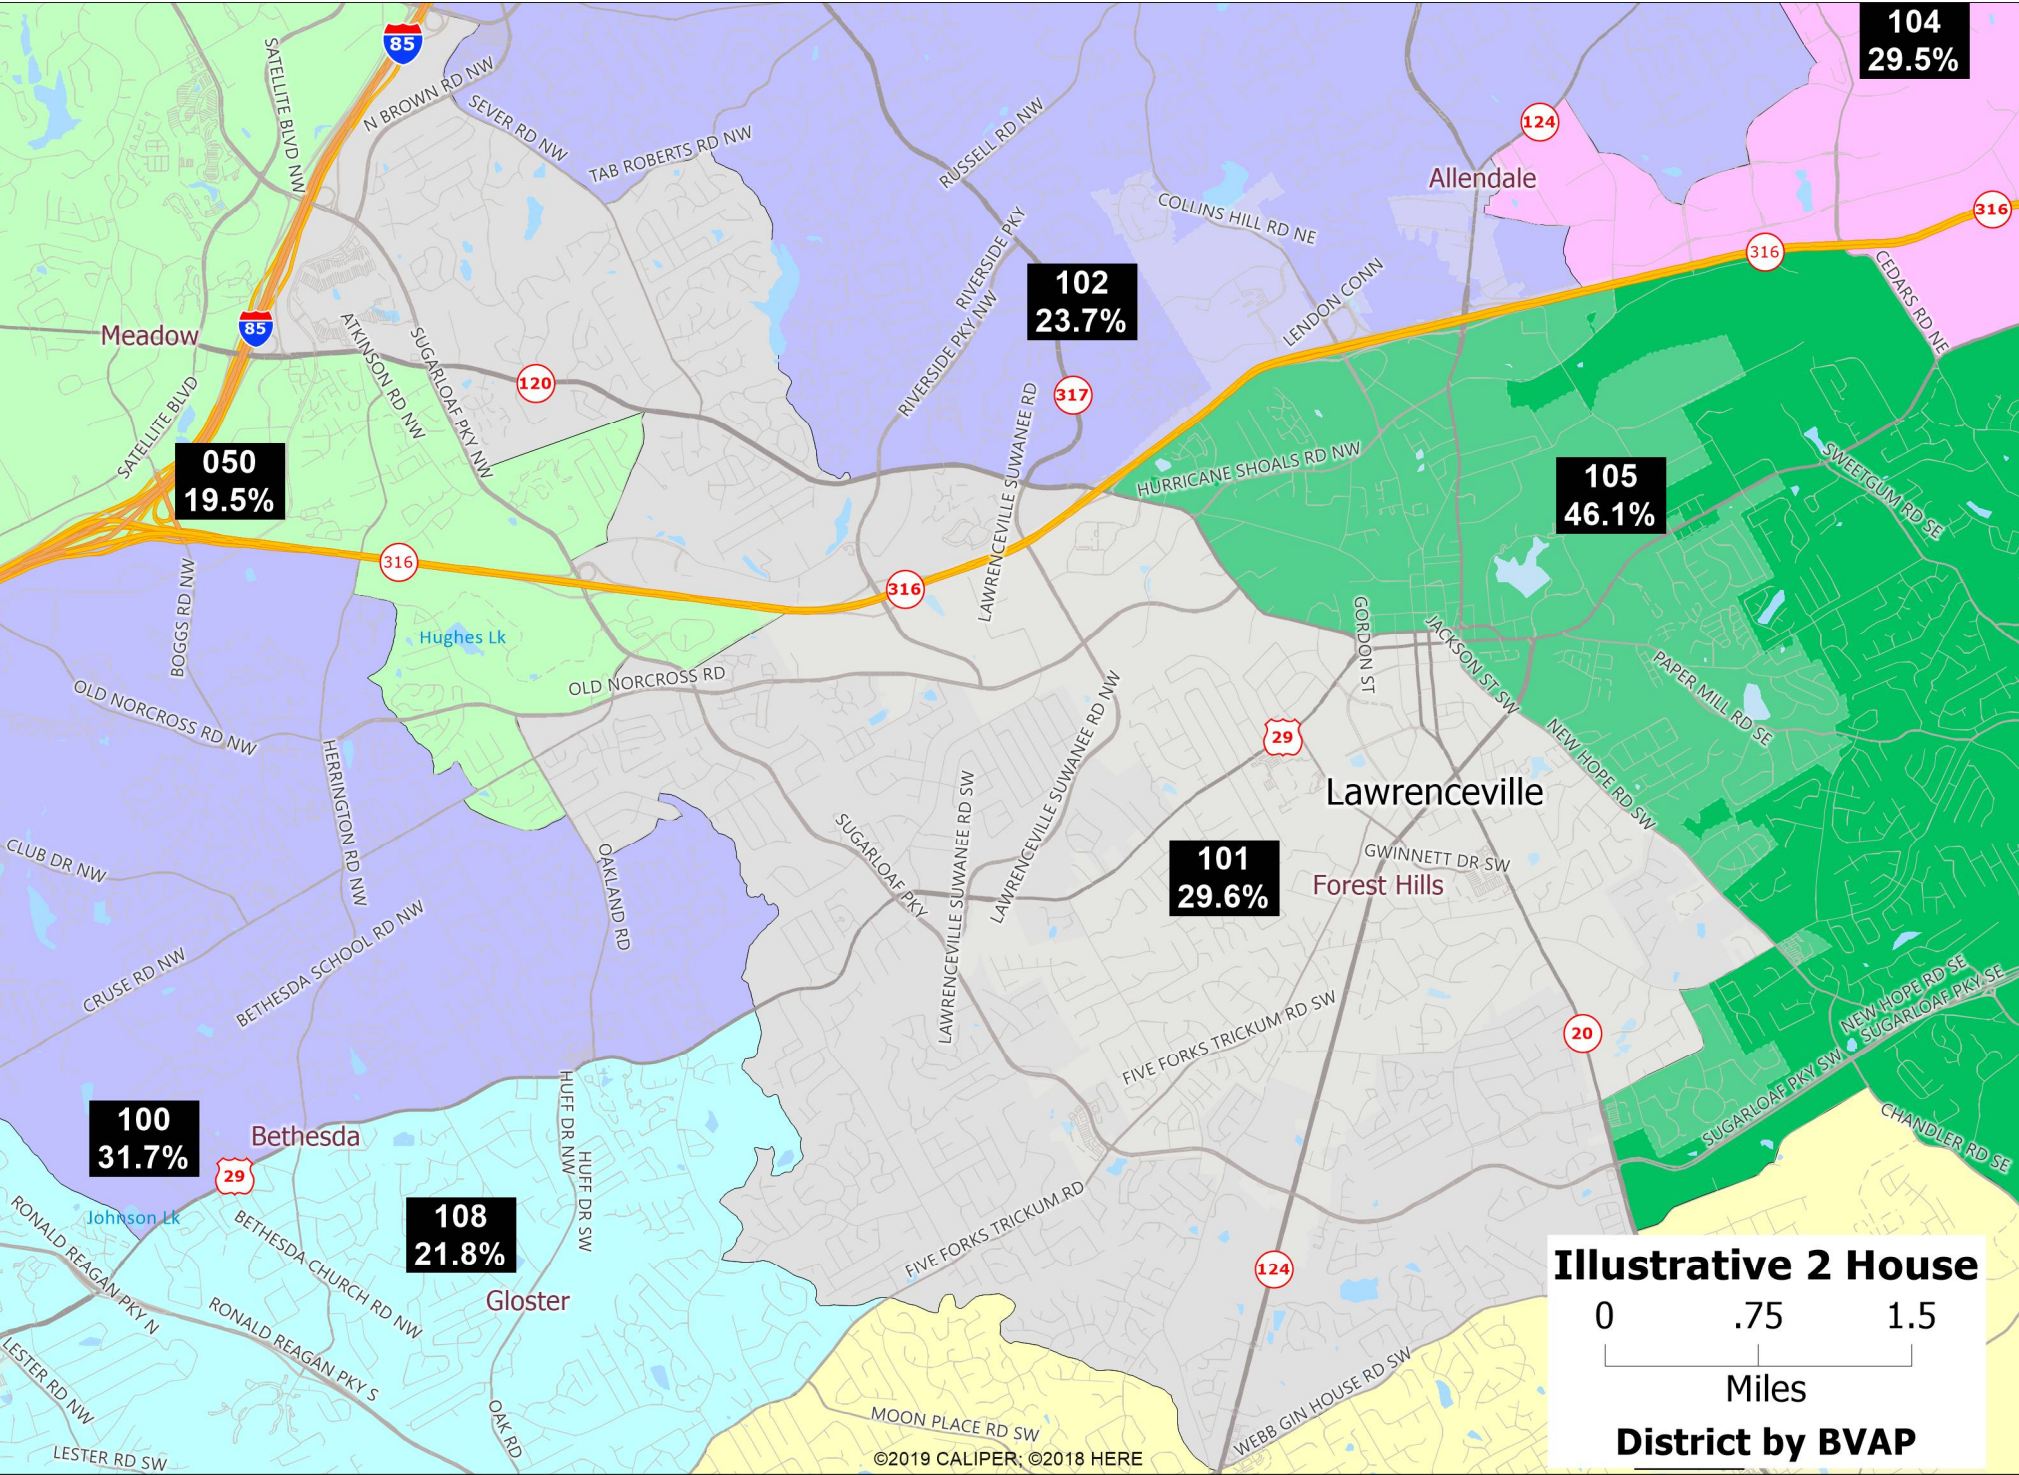 104
29.5%
85
SATELLITE BLVD NW
N BROWN RD NW
SEVER RD NW
TAB ROBERTS RD NW
RUSSELL RD NW
124
Allendale
COLLINS HILL RD NE
316
316
RIVERSIDE PKY
102
23.7%
LENDON CONN
CEDARS RD NE
85
Meadow
ATKINSON RD NW
SUGARLOAF PKY NW
RIVERSIDE PKY NW
120
317
SATELLITE BLVD
LAWRENCEVILLE SUWANEE RD
HURRICANE SHOALS RD NW
050
19.5%
105
46.1%
SWEETGUM RD SE
316
316
BOGGS RD NW
Hughes Lk
GORDON ST
JACKSON ST SW
PAPER MILL RD SE
OLD NORCROSS RD
OLD NORCROSS RD NW
LAWRENCEVILLE SUWANEE RD NW
29
NEW HOPE RD SW
HERRINGTON RD NW
Lawrenceville
LAWRENCEVILLE SUWANEE RD SW
SUGARLOAF PKY
CLUB DR NW
OAKLAND RD
101
29.6%
GWINNETT DR SW
Forest Hills
BETHESDA SCHOOL RD NW
CRUSE RD NW
NEW HOPE RD SE
SUGARLOAF PKY SE
FIVE FORKS TRICKUM RD SW
20
SUGARLOAF PKY SW
100
31.7%
Bethesda
HUFF DR NW
CHANDLER RD SE
29
HUFF DR SW
Johnson Lk
RONALD REAGAN PKY N
BETHESDA CHURCH RD NW
108
21.8%
FIVE FORKS TRICKUM RD
124
Gloster
RONALD REAGAN PKY S
LESTER RD NW
OAK RD
LESTER RD SW
MOON PLACE RD SW
WEBB GIN HOUSE RD SW
©2019 CALIPER; ©2018 HERE
Illustrative 2 House
0 .75 1.5
Miles
District by BVAP